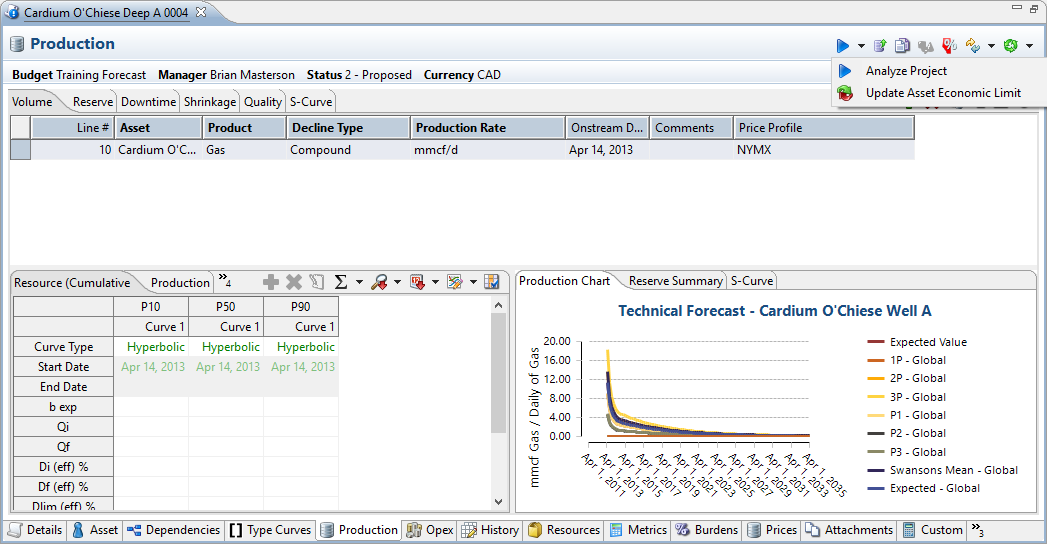 Cardium O'Chiese Deep A 0004
Production
Analyze Project
Update Asset Economic Limit
Budget Training Forecast Manager Brian Masterson Status 2 - Proposed Currency CAD
Volume Reserve Downtime Shrinkage Quality S-Curve
Line # Asset Product Decline Type Production Rate Onstream D... Comments Price Profile
10 Cardium O'C... Gas Compound mmcf/d Apr 14, 2013 NYMX
Resource (Cumulative Production »4
P10 P50 P90
Curve 1 Curve 1 Curve 1
Curve Type Hyperbolic Hyperbolic Hyperbolic
Start Date Apr 14, 2013 Apr 14, 2013 Apr 14, 2013
End Date
b exp
Qi
Qf
Di (eff) %
Df (eff) %
Dlim (eff) %
Production Chart Reserve Summary S-Curve
Technical Forecast - Cardium O'Chiese Well A
mmcf Gas / Daily of Gas
20.00
16.00
12.00
8.00
4.00
0.00
Apr 1, 2011
Apr 1, 2013
Apr 1, 2015
Apr 1, 2017
Apr 1, 2019
Apr 1, 2021
Apr 1, 2023
Apr 1, 2025
Apr 1, 2027
Apr 1, 2029
Apr 1, 2031
Apr 1, 2033
Apr 1, 2035
Expected Value
1P - Global
2P - Global
3P - Global
P1 - Global
P2 - Global
P3 - Global
Swansons Mean - Global
Expected - Global
Details Asset Dependencies Type Curves Production Opex History Resources Metrics Burdens Prices Attachments Custom »3